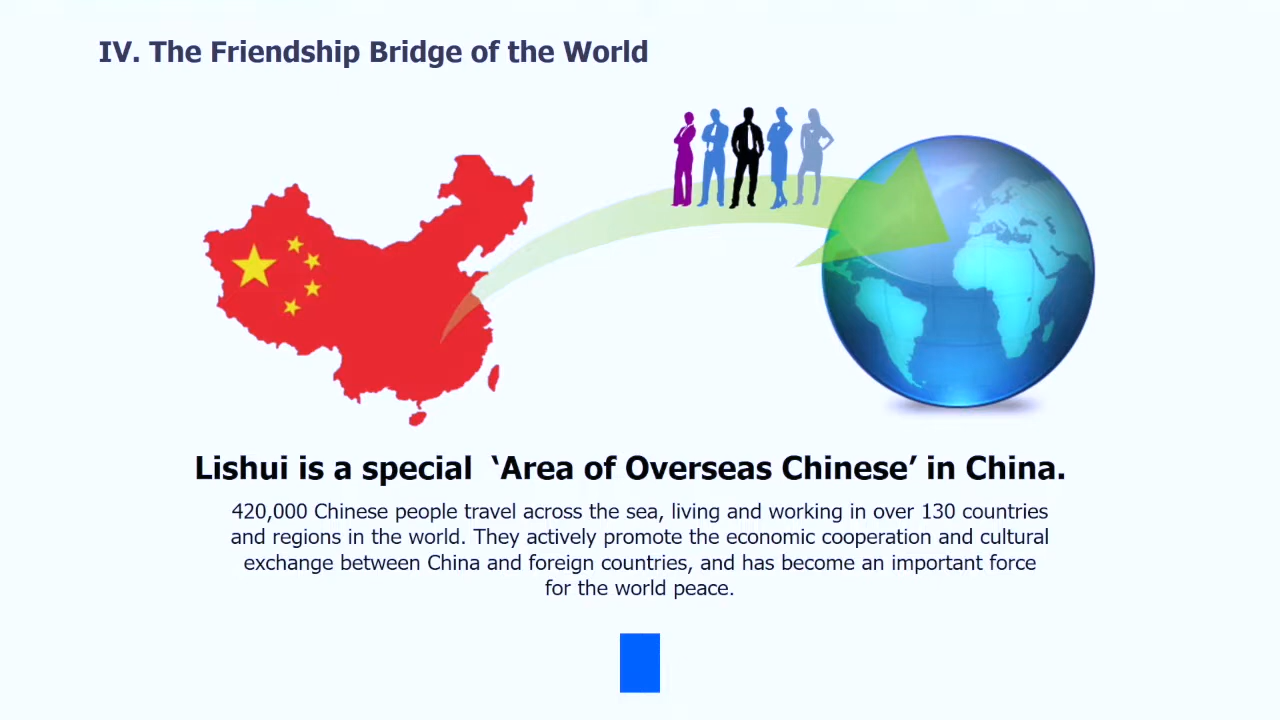 IV. The Friendship Bridge of the World
Lishui is a special  ‘Area of Overseas Chinese’ in China.
420,000 Chinese people travel across the sea, living and working in over 130 countries
and regions in the world. They actively promote the economic cooperation and cultural
exchange between China and foreign countries, and has become an important force
for the world peace.